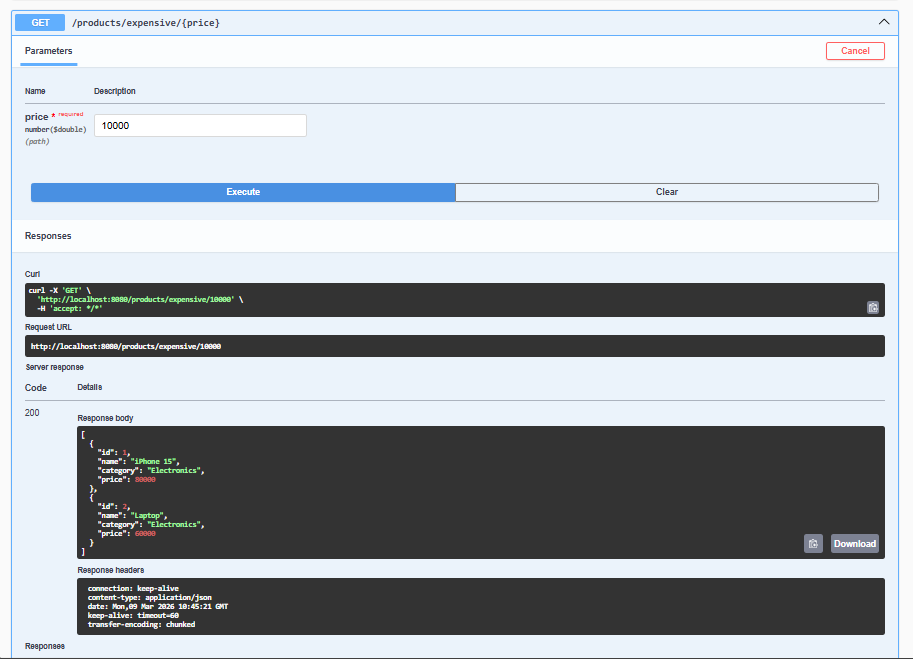 GET /products/expensive/{price}
Parameters
Cancel
Name Description
price * required
number($double)
(path)
10000
Execute Clear
Responses
Curl
curl -X 'GET' \
  'http://localhost:8080/products/expensive/10000' \
  -H 'accept: */*'
Request URL
http://localhost:8080/products/expensive/10000
Server response
Code Details
200
Response body
[
  {
    "id": 1,
    "name": "iPhone 15",
    "category": "Electronics",
    "price": 80000
  },
  {
    "id": 2,
    "name": "Laptop",
    "category": "Electronics",
    "price": 60000
  }
]
Download
Response headers
connection: keep-alive
content-type: application/json
date: Mon,09 Mar 2026 10:45:21 GMT
keep-alive: timeout=60
transfer-encoding: chunked
Responses